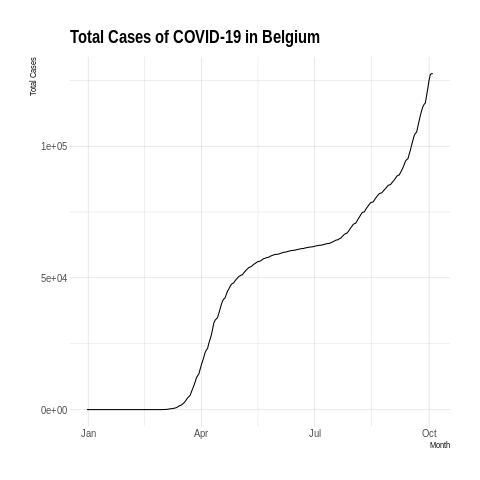 Total Cases of COVID-19 in Belgium
Total Cases
1e+05
5e+04
0e+00
Jan Apr Jul Oct
Month